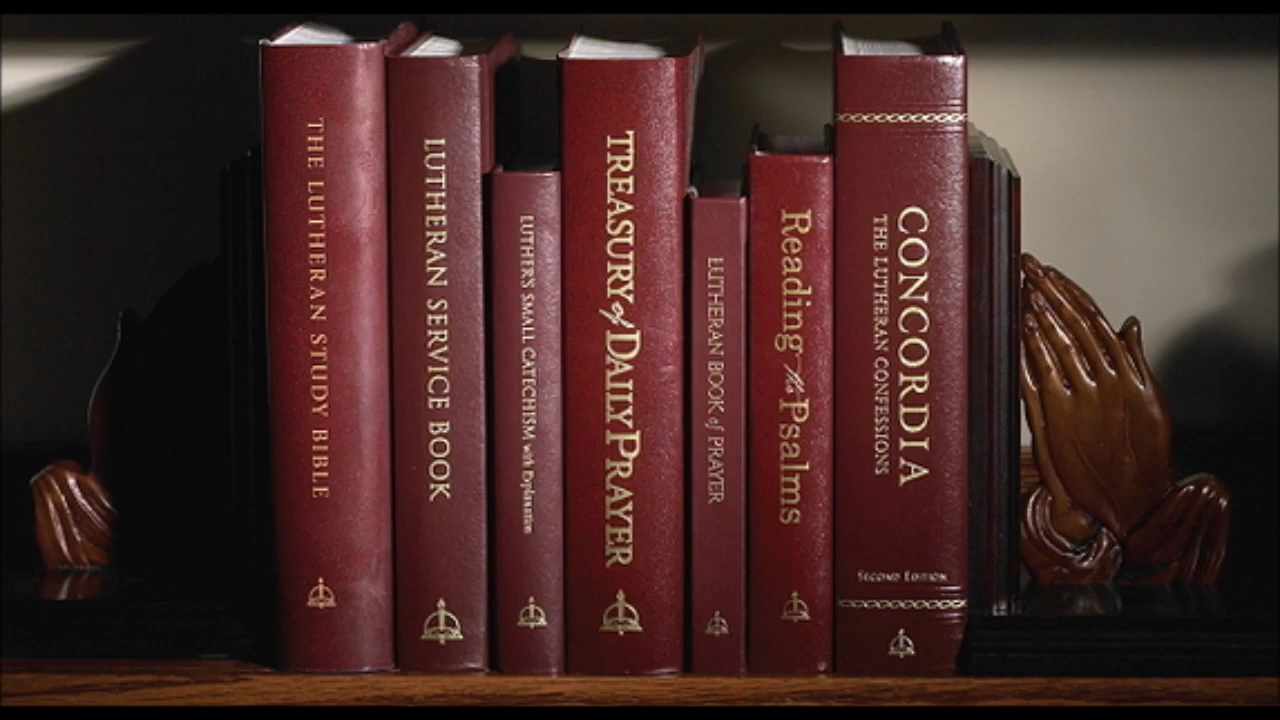 THE LUTHERAN STUDY BIBLE
LUTHERAN SERVICE BOOK
LUTHER'S SMALL CATECHISM with Explanation
TREASURY of DAILY PRAYER
LUTHERAN BOOK of PRAYER
Reading the Psalms
CONCORDIA
THE LUTHERAN CONFESSIONS
SECOND EDITION